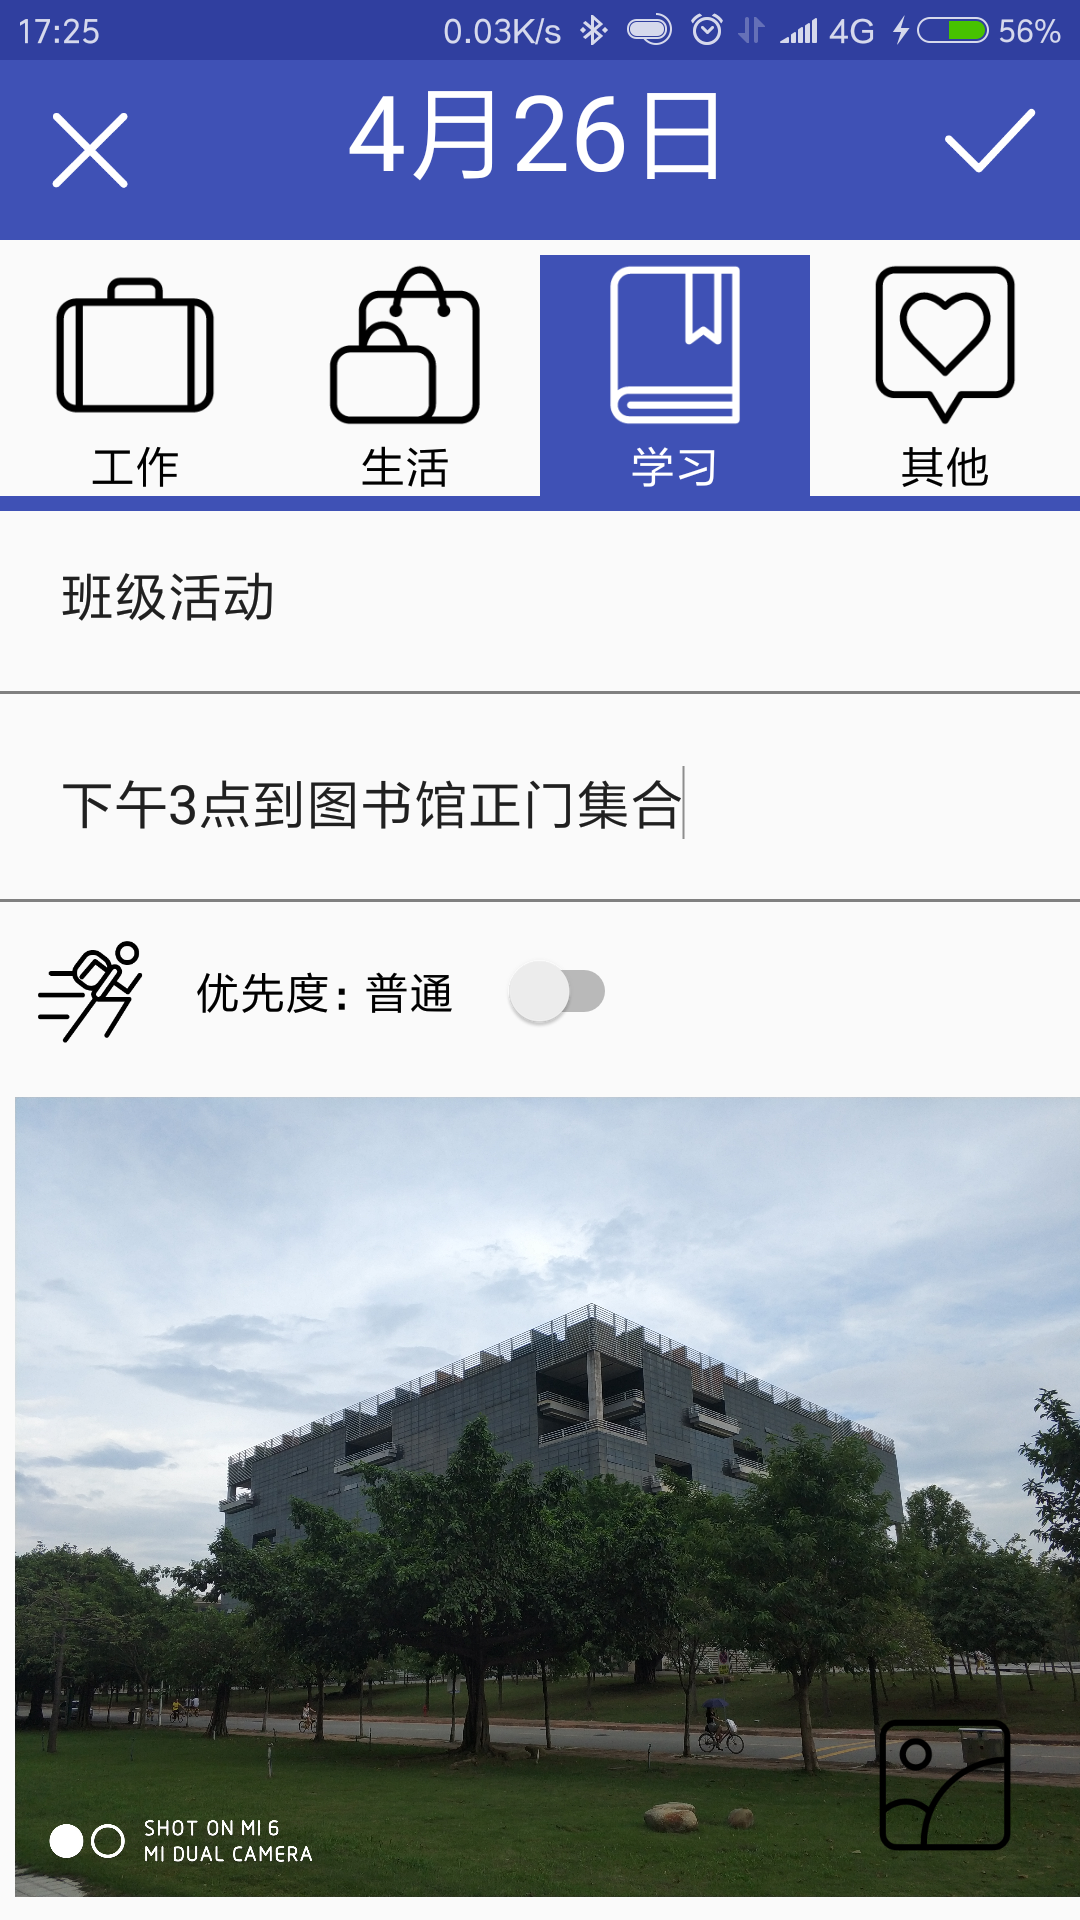 17:25 0.03K/s 4G 56%
4月26日
工作 生活 学习 其他
班级活动
下午3点到图书馆正门集合
优先度: 普通
SHOT ON MI 6
MI DUAL CAMERA